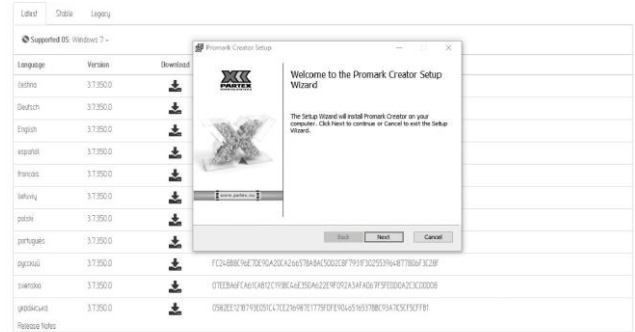 Latest Stable Legacy
Supported OS: Windows 7 +
Language Version Download
čeština 3.7.350.0
Deutsch 3.7.350.0
English 3.7.350.0
español 3.7.350.0
français 3.7.350.0
lietuvių 3.7.350.0
polski 3.7.350.0
português 3.7.350.0
русский 3.7.350.0
svenska 3.7.350.0
українська 3.7.350.0
Release Notes
Promark Creator Setup
PARTEX
Welcome to the Promark Creator Setup
Wizard
The Setup Wizard will install Promark Creator on your
computer. Click Next to continue or Cancel to exit the Setup
Wizard.
www.partex.eu
Back Next Cancel